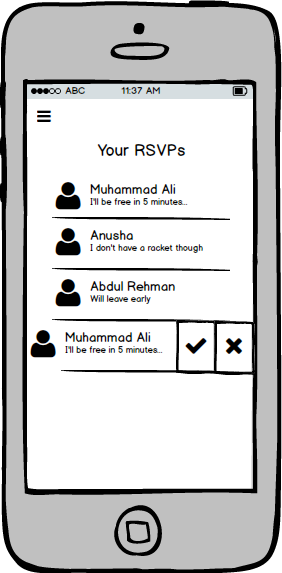 ABC 11:37 AM
Your RSVPs
Muhammad Ali
I'll be free in 5 minutes...
Anusha
I don't have a racket though
Abdul Rehman
Will leave early
Muhammad Ali
I'll be free in 5 minutes...